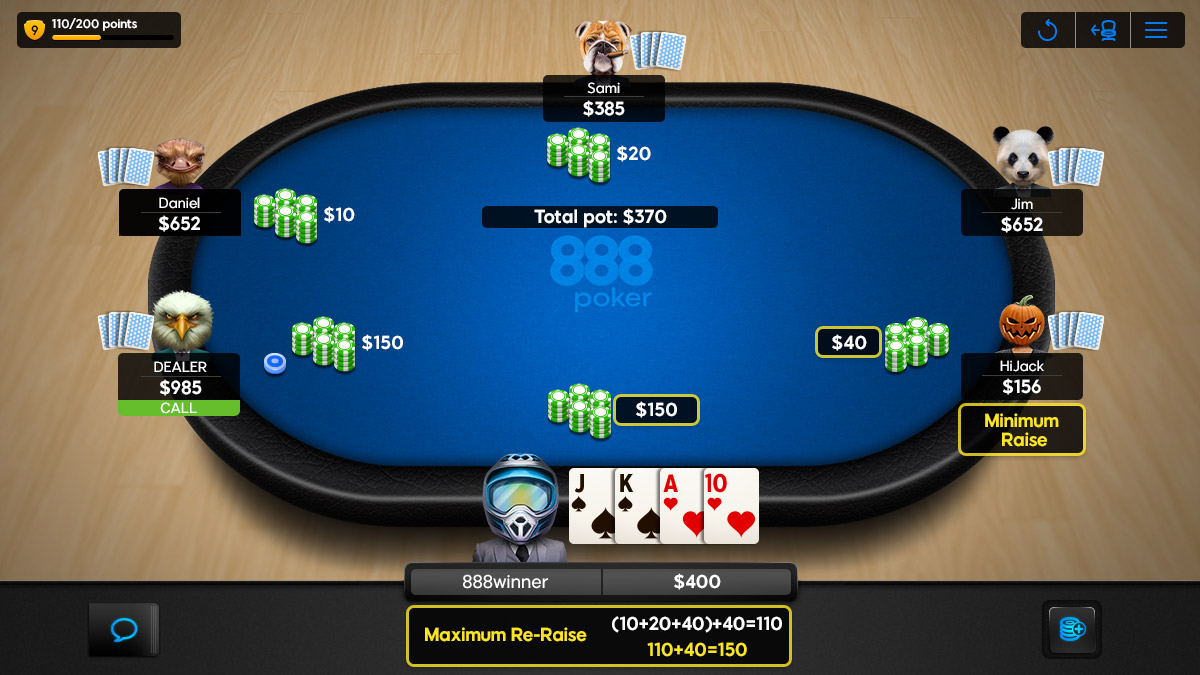 9
110/200 points
Sami
$385
$20
Daniel
$652
$10
Jim
$652
Total pot: $370
888
poker
DEALER
$985
CALL
$150
$40
HiJack
$156
Minimum
Raise
$150
J
K
A
10
888winner
$400
Maximum Re-Raise
(10+20+40)+40=110
110+40=150